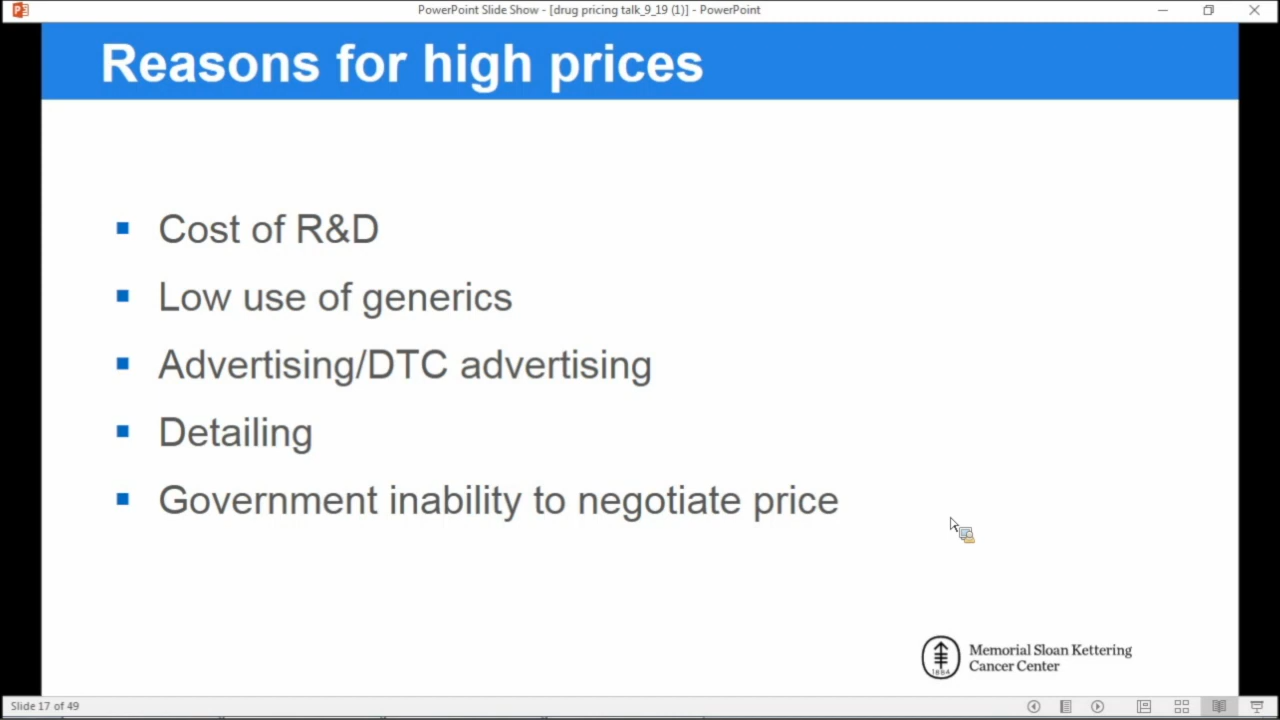 PowerPoint Slide Show - [drug pricing talk_9_19 (1)] - PowerPoint
Reasons for high prices
Cost of R&D
Low use of generics
Advertising/DTC advertising
Detailing
Government inability to negotiate price
1884
Memorial Sloan Kettering
Cancer Center
Slide 17 of 49